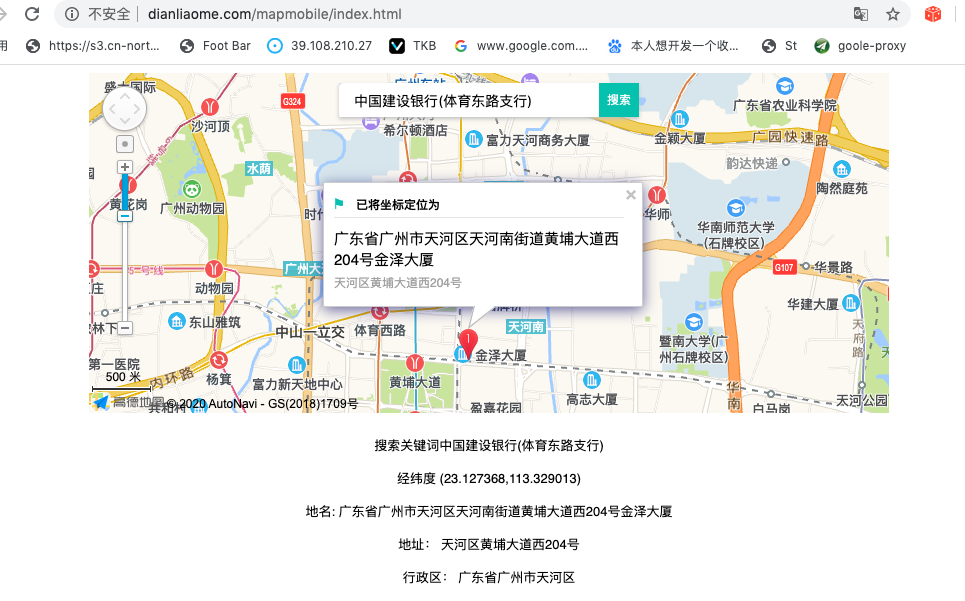 不安全
dianliaome.com/mapmobile/index.html
https://s3.cn-nort...
Foot Bar
39.108.210.27
TKB
www.google.com....
本人想开发一个收...
St
goole-proxy
G324
中国建设银行(体育东路支行)
搜索
沙河顶
希尔顿酒店
富力天河商务大厦
金颖大厦
广东省农业科学院
广园快速路
韵达快递
水荫
黄花岗
广州动物园
陶然庭苑
华师
华南师范大学
(石牌校区)
已将坐标定位为
广东省广州市天河区天河南街道黄埔大道西
204号金泽大厦
天河区黄埔大道西204号
5号线
G107
华景路
动物园
华建大厦
东山雅筑
中山一立交
体育西路
天河南
天府路
暨南大学(广
州石牌校区)
金泽大厦
第一医院
500 米
内环路
杨箕
富力新天地中心
黄埔大道
高志大厦
华南
天河公园
高德地图
© 2020 AutoNavi - GS(2018)1709号
盈嘉花园
白马岗
搜索关键词中国建设银行(体育东路支行)
经纬度 (23.127368,113.329013)
地名: 广东省广州市天河区天河南街道黄埔大道西204号金泽大厦
地址： 天河区黄埔大道西204号
行政区： 广东省广州市天河区